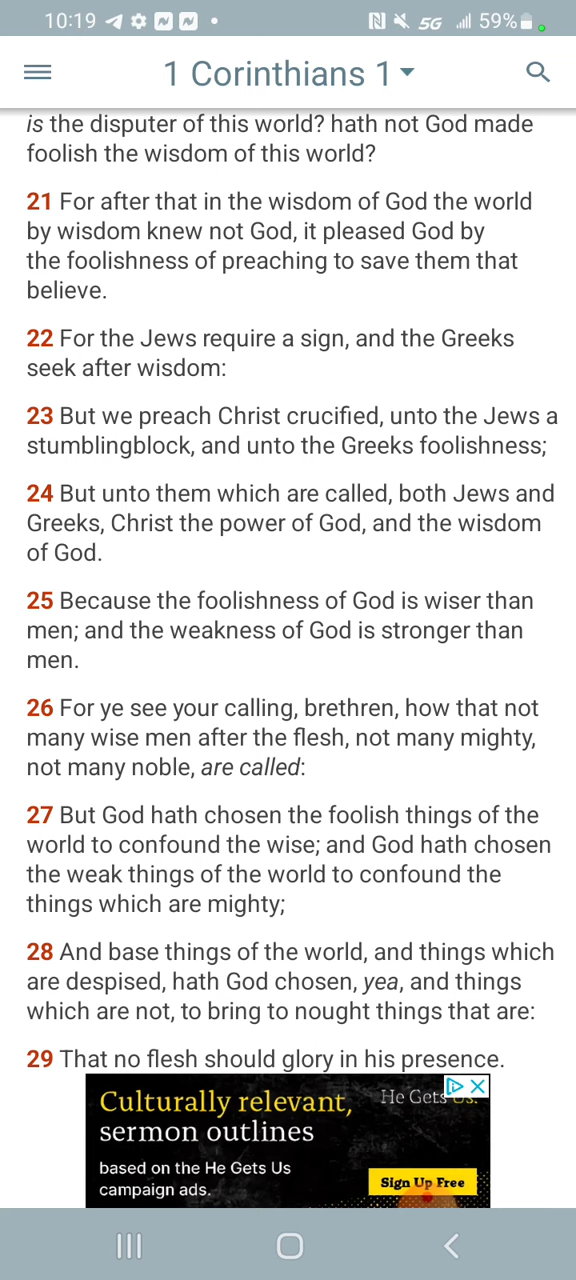 10:19
5G 59%
1 Corinthians 1
is the disputer of this world? hath not God made
foolish the wisdom of this world?
21 For after that in the wisdom of God the world
by wisdom knew not God, it pleased God by
the foolishness of preaching to save them that
believe.
22 For the Jews require a sign, and the Greeks
seek after wisdom:
23 But we preach Christ crucified, unto the Jews a
stumblingblock, and unto the Greeks foolishness;
24 But unto them which are called, both Jews and
Greeks, Christ the power of God, and the wisdom
of God.
25 Because the foolishness of God is wiser than
men; and the weakness of God is stronger than
men.
26 For ye see your calling, brethren, how that not
many wise men after the flesh, not many mighty,
not many noble, are called:
27 But God hath chosen the foolish things of the
world to confound the wise; and God hath chosen
the weak things of the world to confound the
things which are mighty;
28 And base things of the world, and things which
are despised, hath God chosen, yea, and things
which are not, to bring to nought things that are:
29 That no flesh should glory in his presence.
Culturally relevant,
sermon outlines
He Gets Us.
based on the He Gets Us
campaign ads.
Sign Up Free